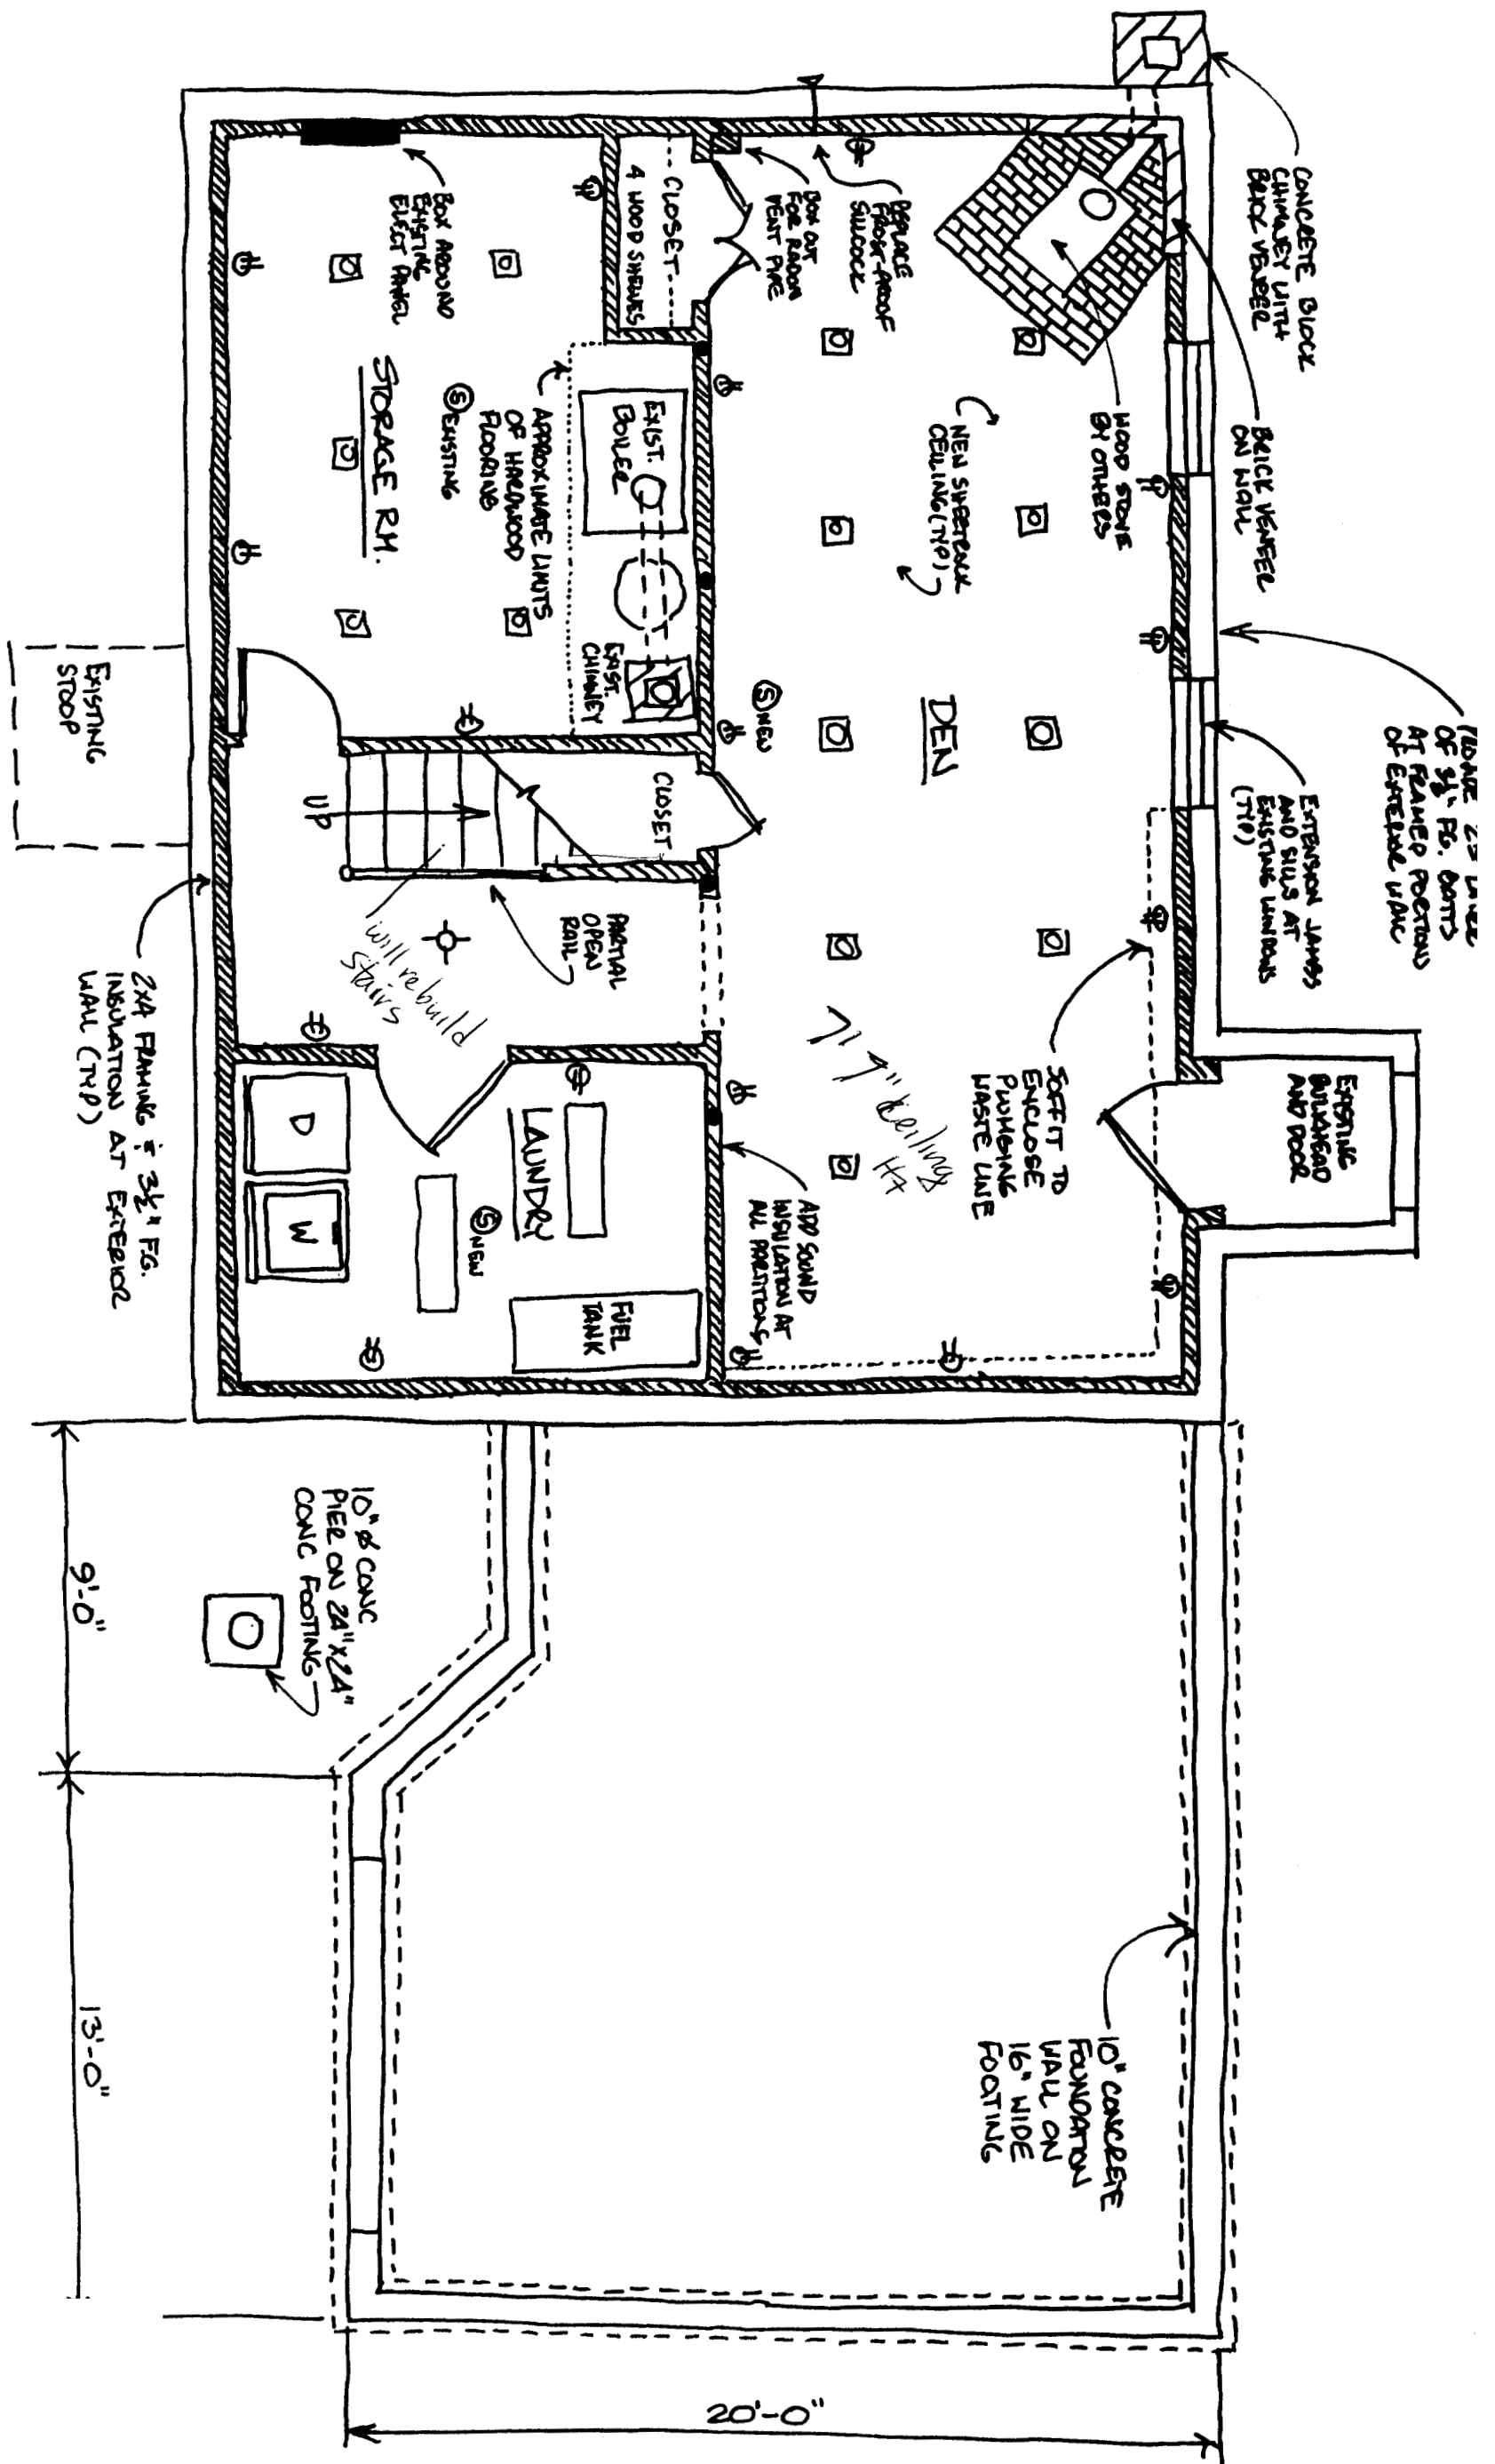 CONCRETE BLOCK
CHIMNEY WITH
BRICK VENEER
BRICK VENEER
ON WALL
OF 3½" FG. BATTS
AT FRAMED PORTIONS
OF EXTERIOR WALL
EXTENSION JAMBS
AND SILLS AT
EXISTING WINDOWS
(TYP)
EXISTING
BULKHEAD
AND DOOR
WOOD STOVE
BY OTHERS
NEW SHEETROCK
CEILING (TYP)
DEN
SOFFIT TO
ENCLOSE
PLUMBING
WASTE LINE
7' 9" Ceiling
Ht
REPLACE
FROST-PROOF
SILLCOCK
BOX OUT
FOR RADON
VENT PIPE
S NEW
ADD SOUND
INSULATION AT
ALL PARTITIONS
CLOSET
4 WOOD SHELVES
EXIST.
BOILER
EXIST.
CHIMNEY
CLOSET
APPROXIMATE LIMITS
OF HARDWOOD
FLOORING
S EXISTING
STORAGE RM.
BOX AROUND
EXISTING
ELECT PANEL
UP
PARTIAL
OPEN
RAIL
will rebuild
stairs
LAUNDRY
S NEW
FUEL
TANK
D
W
EXISTING
STOOP
2X4 FRAMING & 3½" FG.
INSULATION AT EXTERIOR
WALL (TYP)
10" CONCRETE
FOUNDATION
WALL ON
16" WIDE
FOOTING
10" Ø CONC
PIER ON 24"X24"
CONC FOOTING
9'-0"
13'-0"
20'-0"